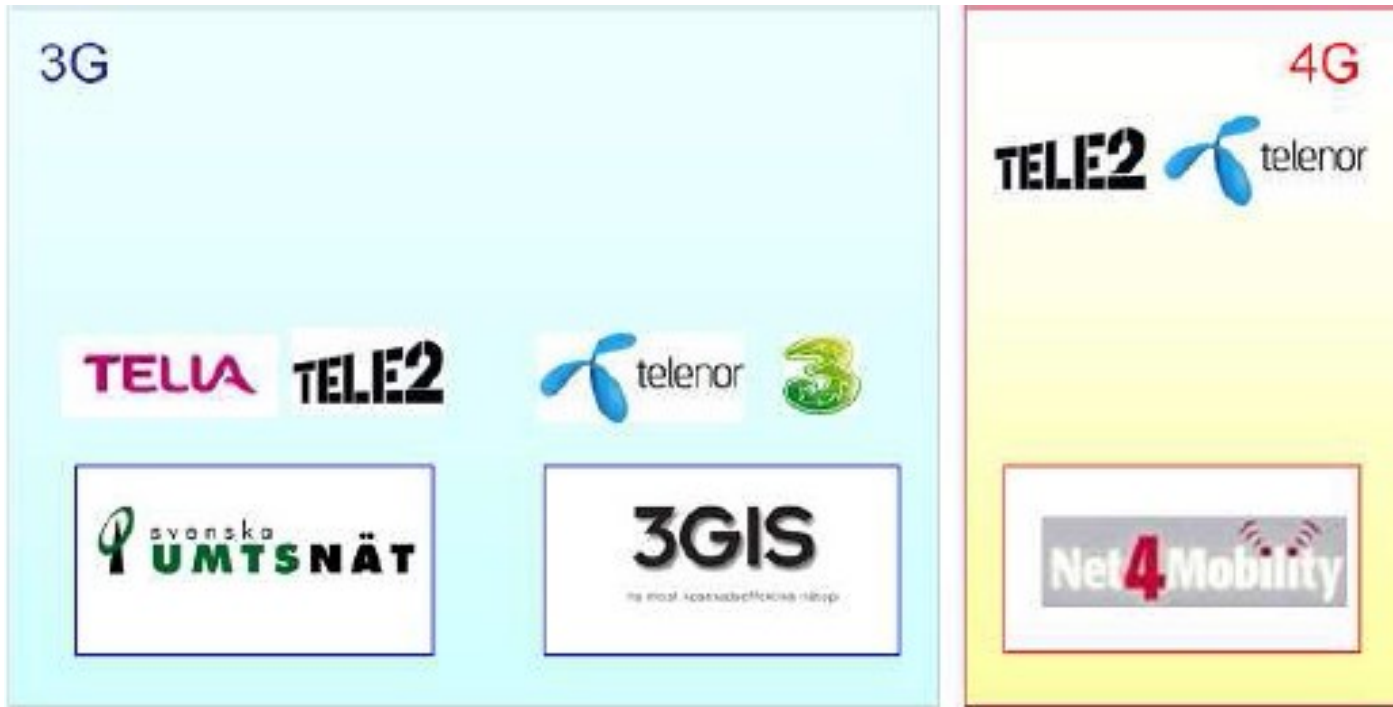 3G
4G
TELE2 telenor
TELIA TELE2 telenor 3
svenska
UMTSNÄT
3GIS
Net4Mobility